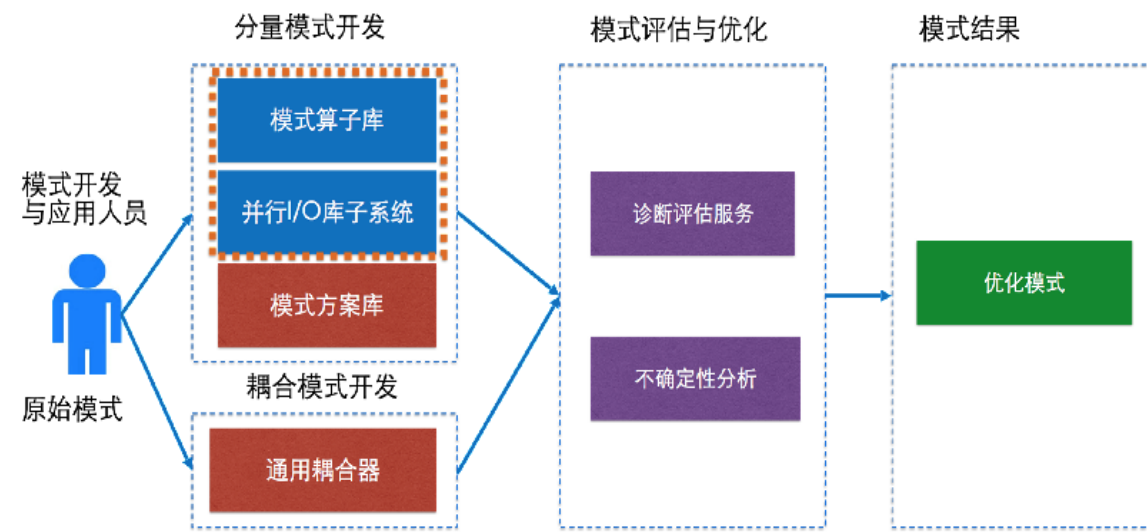 分量模式开发
模式评估与优化
模式结果
模式算子库
并行I/O库子系统
模式方案库
模式开发
与应用人员
原始模式
耦合模式开发
通用耦合器
诊断评估服务
不确定性分析
优化模式